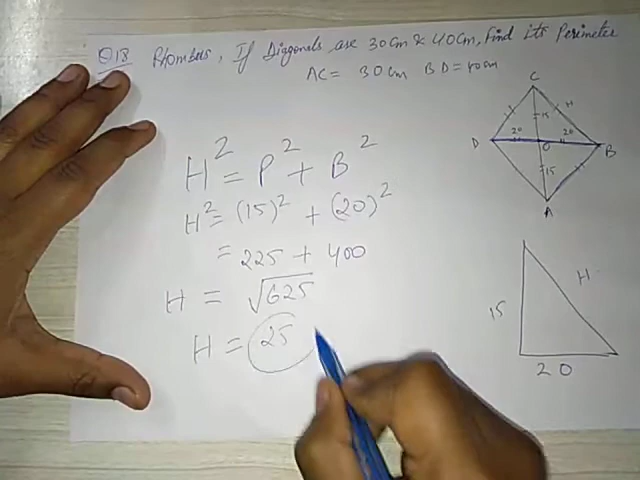 Q13 Rhombus, If Diagonals are 30cm & 40cm, Find its Perimeter
AC = 30cm BD = 40cm
H² = P² + B²
H² = (15)² + (20)²
= 225 + 400
H = √625
H = 25
C
15
H
D
20
20
O
B
15
A
15
H
20